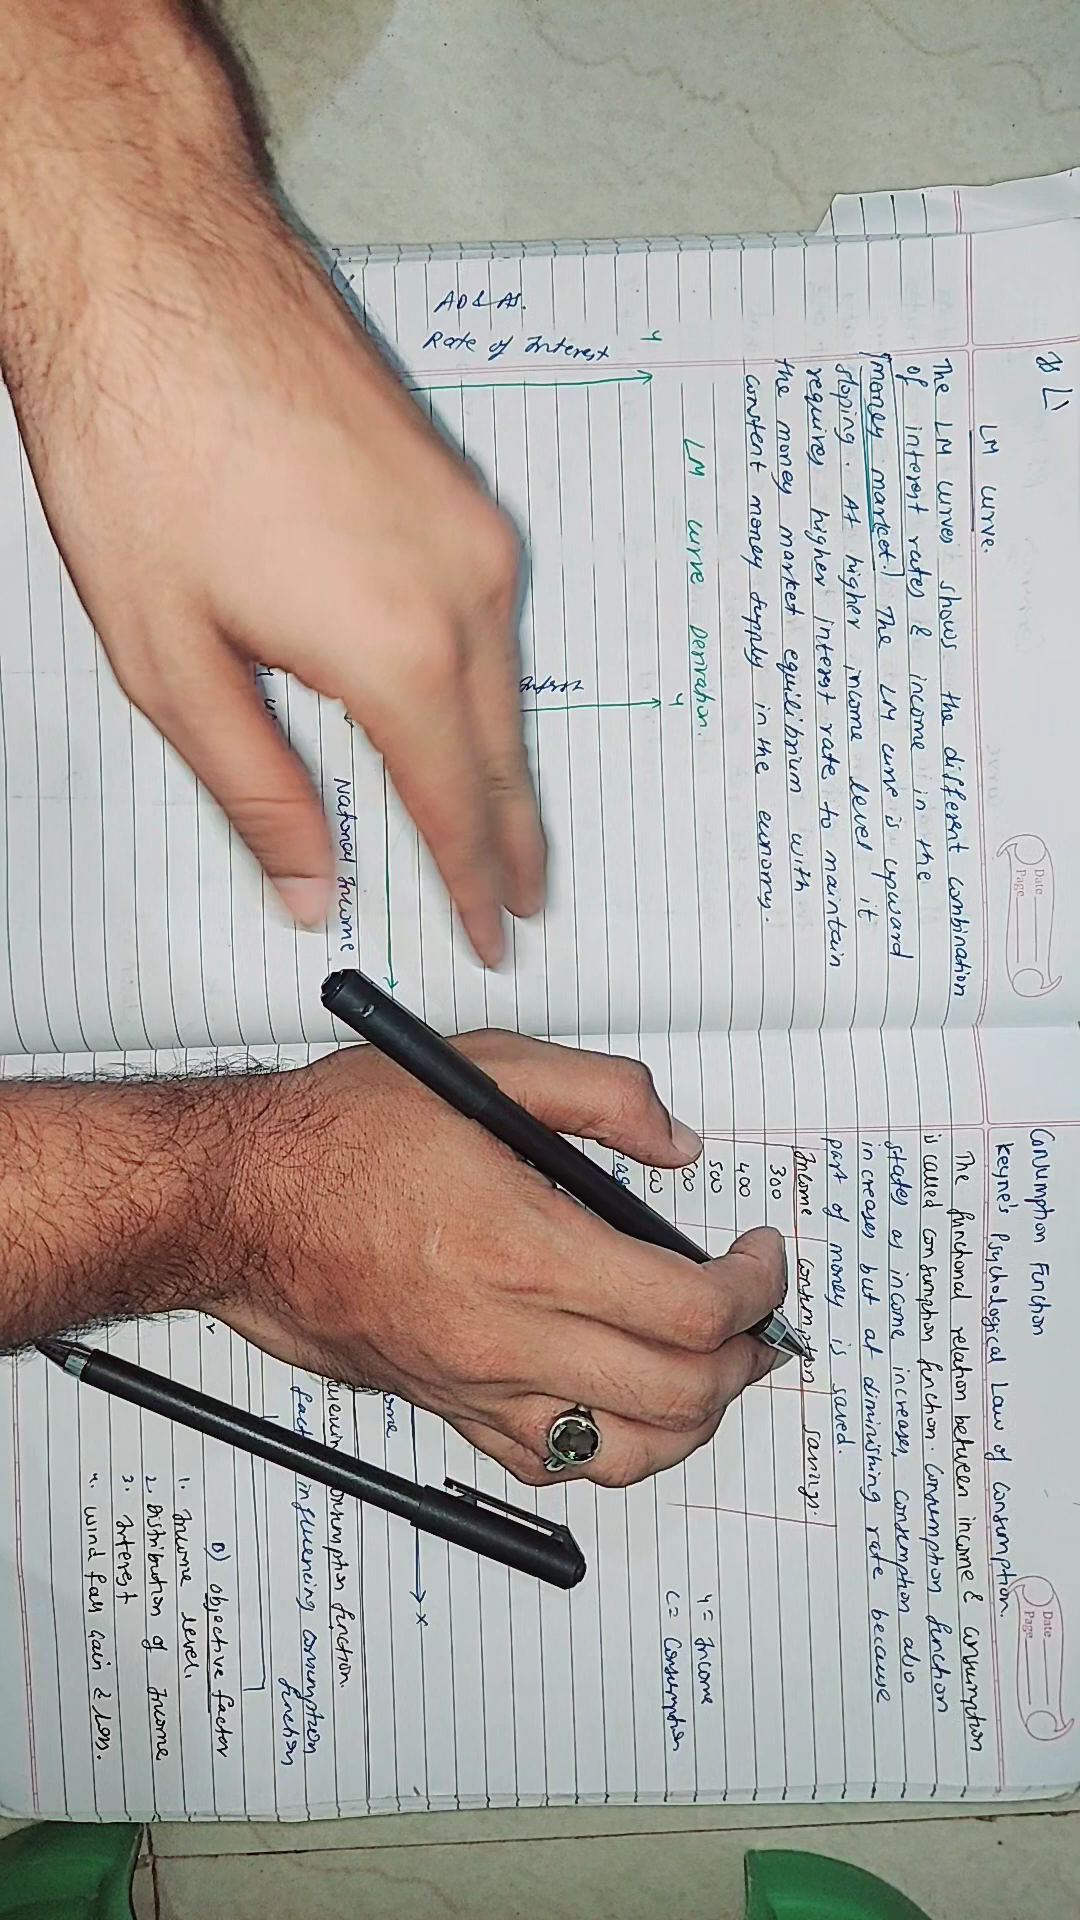 LM curve.
Date
Page
The LM curves shows the different combination
of interest rates & income in the
(money market.) The LM curve is upward
sloping. At higher income level it
requires higher interest rate to maintain
the money market equilibrium with
constent money supply in the economy.
LM curve Derivation.
Y
Y
Rate of Interest
AD & AS.
National Income
Date
Page
Consumption Function
Keyne's Psychological Law of Consumption.
The functional relation between income & consumption
is called consumption function. Consumption function
states as income increases, consumption also
increases but at diminishing rate because
part of money is saved.
Income consumption savings.
300
400
500
Y = Income
C = Consumption
X
consumption function.
influencing consumption
function
B) objective factor
1. Income level.
2. Distribution of Income
3. Interest
4. Wind fall Gain & Loss.